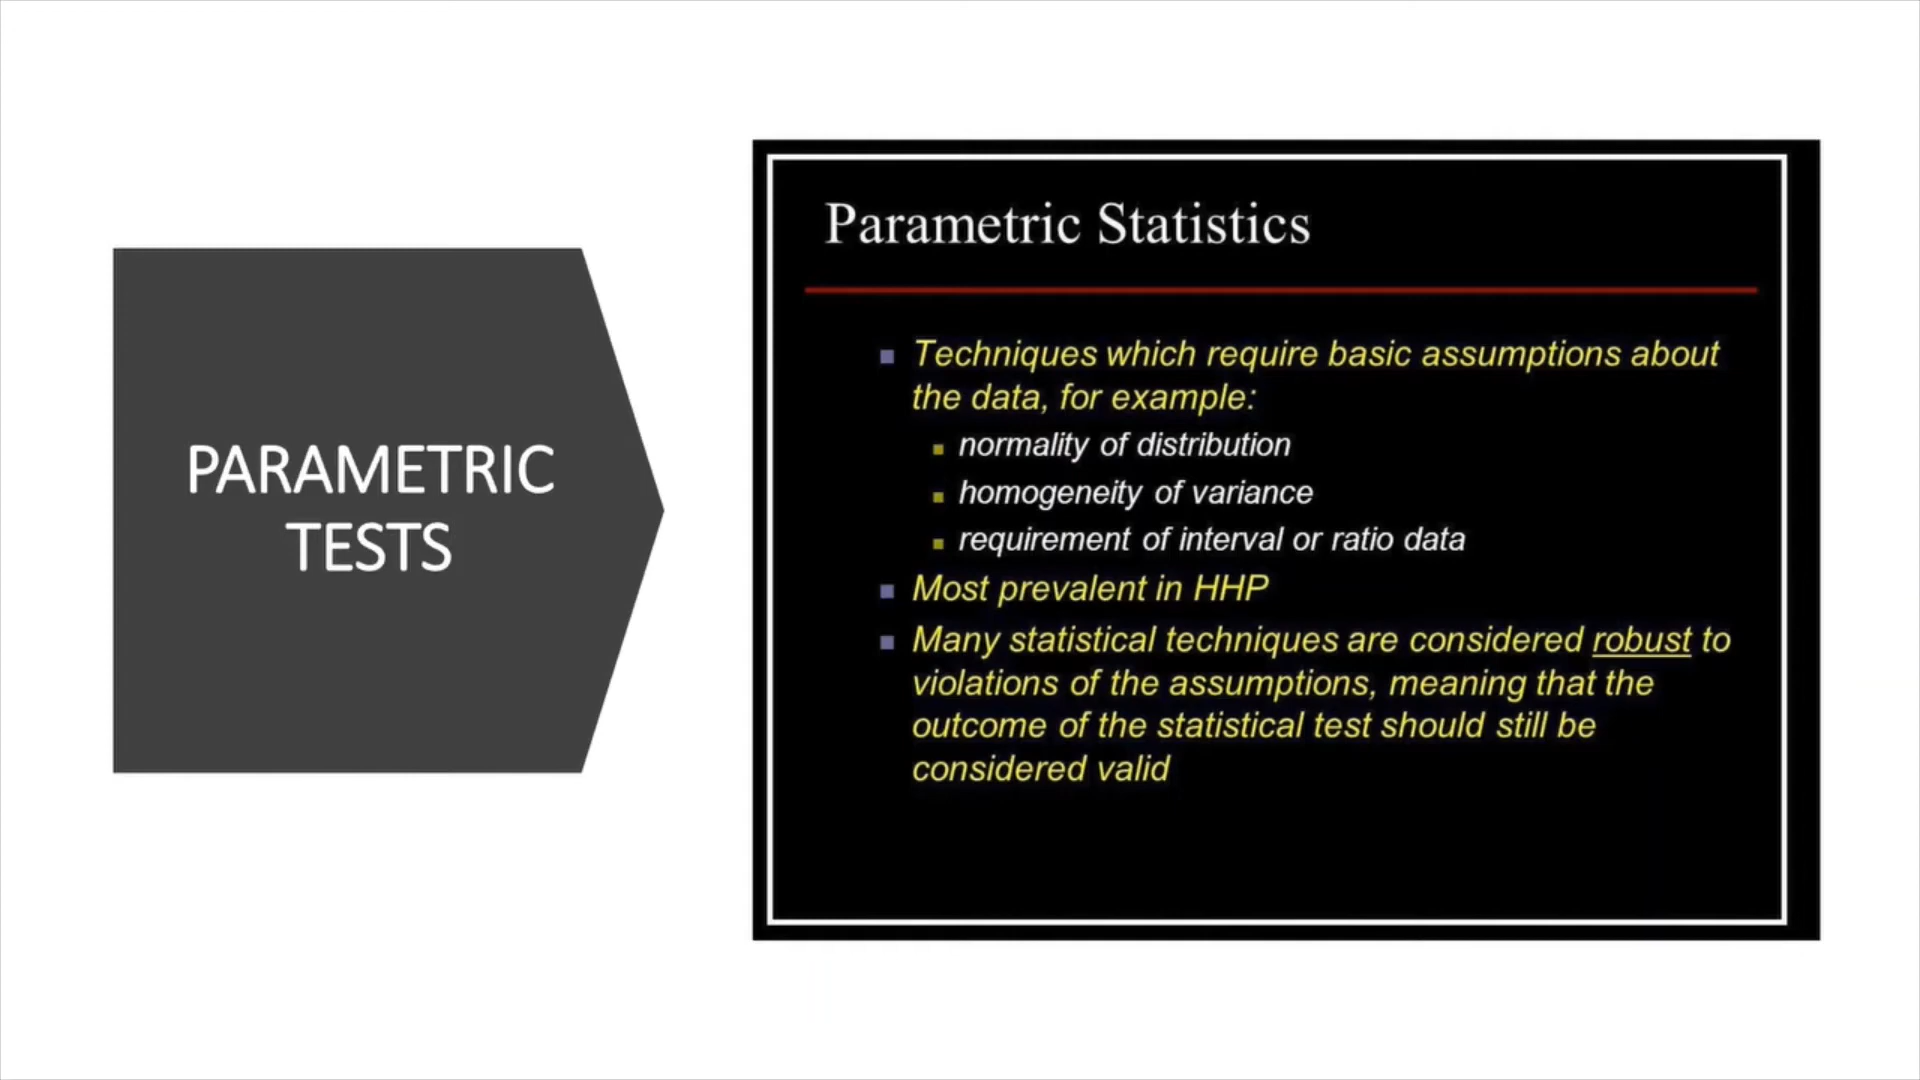 PARAMETRIC
TESTS
Parametric Statistics
Techniques which require basic assumptions about
the data, for example:
normality of distribution
homogeneity of variance
requirement of interval or ratio data
Most prevalent in HHP
Many statistical techniques are considered robust to
violations of the assumptions, meaning that the
outcome of the statistical test should still be
considered valid